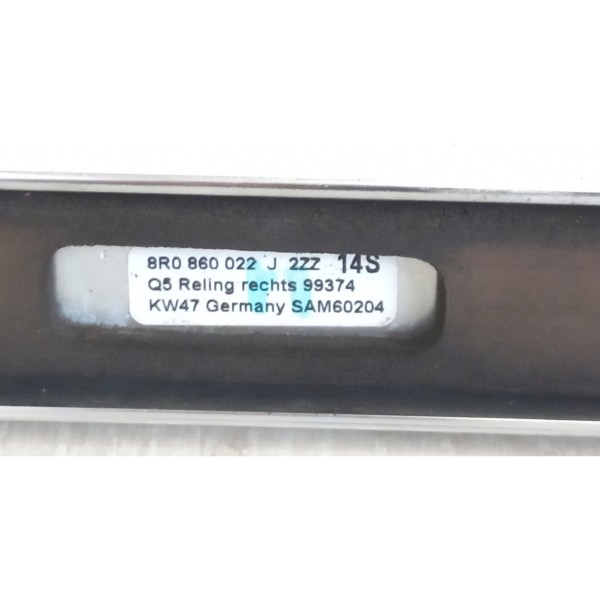 8R0 860 022 J 2ZZ 14S
Q5 Reling rechts 99374
KW47 Germany SAM60204